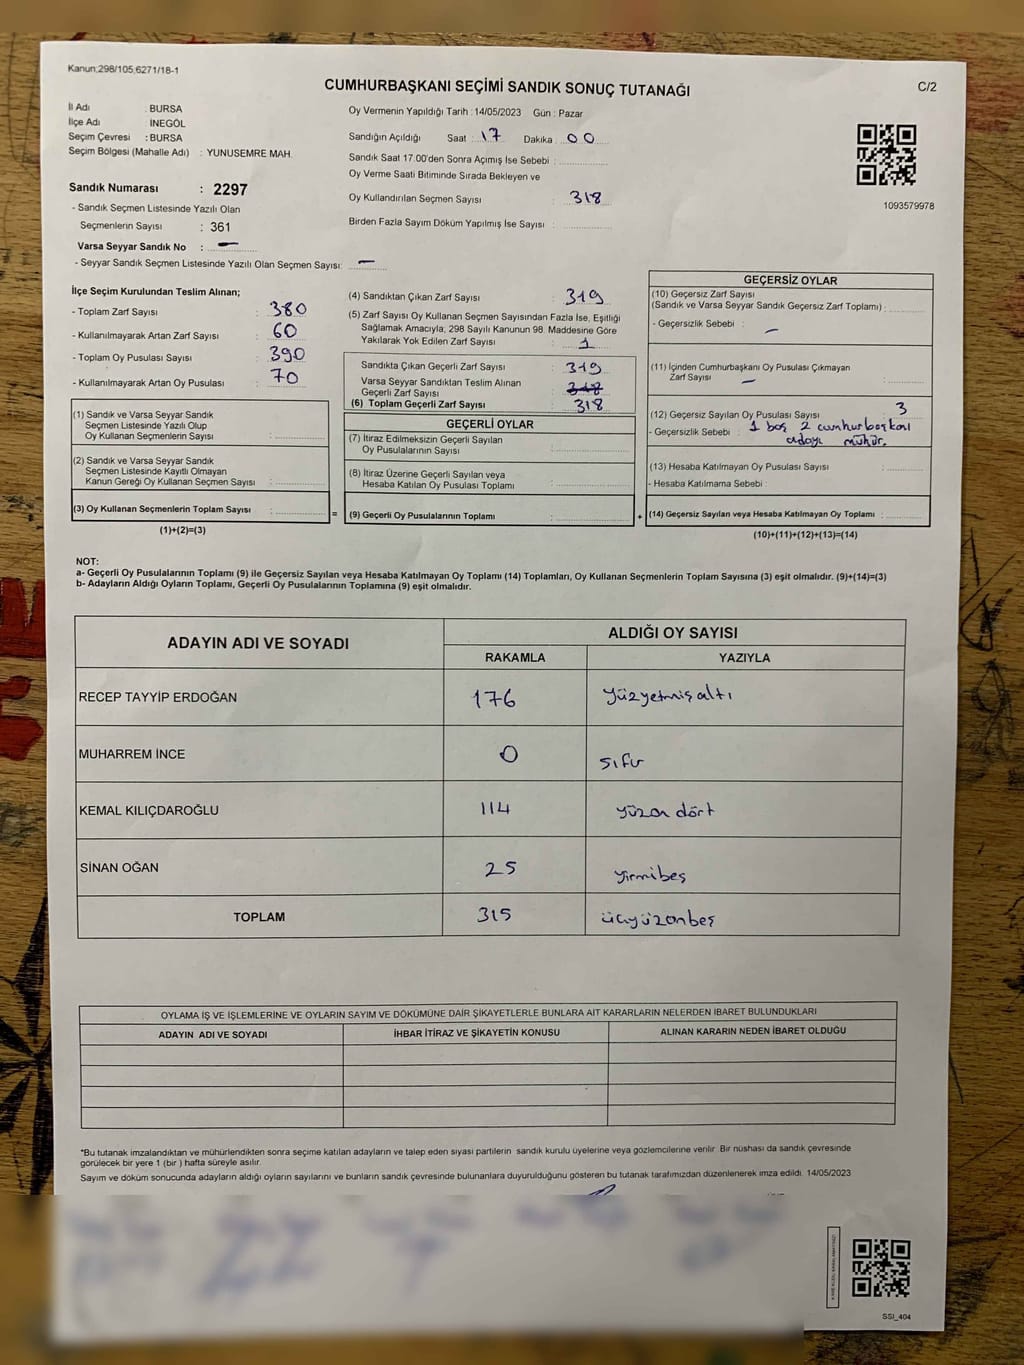 Kanun;298/105,6271/18-1
CUMHURBAŞKANI SEÇİMİ SANDIK SONUÇ TUTANAĞI
C/2
İl Adı : BURSA
İlçe Adı İNEGÖL
Seçim Çevresi : BURSA
Seçim Bölgesi (Mahalle Adı) : YUNUSEMRE MAH.
Sandık Numarası : 2297
- Sandık Seçmen Listesinde Yazılı Olan
Seçmenlerin Sayısı : 361
Varsa Seyyar Sandık No : -
- Seyyar Sandık Seçmen Listesinde Yazılı Olan Seçmen Sayısı: -
Oy Vermenin Yapıldığı Tarih : 14/05/2023 Gün : Pazar
Sandığın Açıldığı Saat : 17 Dakika : 00
Sandık Saat 17.00'den Sonra Açımış İse Sebebi :
Oy Verme Saati Bitiminde Sırada Bekleyen ve
Oy Kullandırılan Seçmen Sayısı : 318
Birden Fazla Sayım Döküm Yapılmış İse Sayısı :
1093579978
İlçe Seçim Kurulundan Teslim Alınan;
- Toplam Zarf Sayısı : 380
- Kullanılmayarak Artan Zarf Sayısı : 60
- Toplam Oy Pusulası Sayısı : 390
- Kullanılmayarak Artan Oy Pusulası : 70
(1) Sandık ve Varsa Seyyar Sandık
Seçmen Listesinde Yazılı Olup
Oy Kullanan Seçmenlerin Sayısı :
(2) Sandık ve Varsa Seyyar Sandık
Seçmen Listesinde Kayıtlı Olmayan
Kanun Gereği Oy Kullanan Seçmen Sayısı :
(3) Oy Kullanan Seçmenlerin Toplam Sayısı :
(1)+(2)=(3)
(4) Sandıktan Çıkan Zarf Sayısı : 319
(5) Zarf Sayısı Oy Kullanan Seçmen Sayısından Fazla İse, Eşitliği
Sağlamak Amacıyla; 298 Sayılı Kanunun 98. Maddesine Göre
Yakılarak Yok Edilen Zarf Sayısı : 1
Sandıkta Çıkan Geçerli Zarf Sayısı : 319
Varsa Seyyar Sandıktan Teslim Alınan
Geçerli Zarf Sayısı : 318
(6) Toplam Geçerli Zarf Sayısı : 318
GEÇERLİ OYLAR
(7) İtiraz Edilmeksizin Geçerli Sayılan
Oy Pusulalarının Sayısı :
(8) İtiraz Üzerine Geçerli Sayılan veya
Hesaba Katılan Oy Pusulası Toplamı :
= (9) Geçerli Oy Pusulalarının Toplamı :
GEÇERSİZ OYLAR
(10) Geçersiz Zarf Sayısı
(Sandık ve Varsa Seyyar Sandık Geçersiz Zarf Toplamı) :
- Geçersizlik Sebebi : -
(11) İçinden Cumhurbaşkanı Oy Pusulası Çıkmayan
Zarf Sayısı - :
(12) Geçersiz Sayılan Oy Pusulası Sayısı : 3
- Geçersizlik Sebebi : 1 boş 2 cumhurbaşkanı
adayı mühür.
(13) Hesaba Katılmayan Oy Pusulası Sayısı :
- Hesaba Katılmama Sebebi :
+ (14) Geçersiz Sayılan veya Hesaba Katılmayan Oy Toplamı :
(10)+(11)+(12)+(13)=(14)
NOT:
a- Geçerli Oy Pusulalarının Toplamı (9) ile Geçersiz Sayılan veya Hesaba Katılmayan Oy Toplamı (14) Toplamları, Oy Kullanan Seçmenlerin Toplam Sayısına (3) eşit olmalıdır. (9)+(14)=(3)
b- Adayların Aldığı Oyların Toplamı, Geçerli Oy Pusulalarının Toplamına (9) eşit olmalıdır.
ADAYIN ADI VE SOYADI
ALDIĞI OY SAYISI
RAKAMLA YAZIYLA
RECEP TAYYİP ERDOĞAN 176 yüzyetmişaltı
MUHARREM İNCE 0 sıfır
KEMAL KILIÇDAROĞLU 114 yüzon dört
SİNAN OĞAN 25 yirmibeş
TOPLAM 315 üçyüzonbeş
OYLAMA İŞ VE İŞLEMLERİNE VE OYLARIN SAYIM VE DÖKÜMÜNE DAİR ŞİKAYETLERLE BUNLARA AİT KARARLARIN NELERDEN İBARET BULUNDUKLARI
ADAYIN ADI VE SOYADI İHBAR İTİRAZ VE ŞİKAYETİN KONUSU ALINAN KARARIN NEDEN İBARET OLDUĞU
*Bu tutanak imzalandıktan ve mühürlendikten sonra seçime katılan adayların ve talep eden siyasi partilerin sandık kurulu üyelerine veya gözlemcilerine verilir. Bir nüshası da sandık çevresinde
görülecek bir yere 1 (bir ) hafta süreyle asılır.
Sayım ve döküm sonucunda adayların aldığı oyların sayılarını ve bunların sandık çevresinde bulunanlara duyurulduğunu gösteren bu tutanak tarafımızdan düzenlenerek imza edildi. 14/05/2023
SSI_404